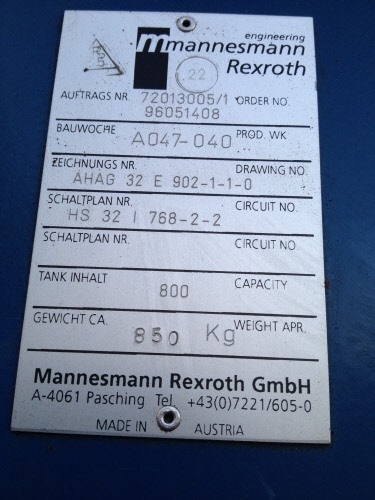 engineering
mannesmann
Rexroth
22
AUFTRAGS NR. 72013005/1 ORDER NO.
96051408
BAUWOCHE A047-040 PROD. WK
ZEICHNUNGS NR. DRAWING NO.
AHAG 32 E 902-1-1-0
SCHALTPLAN NR. CIRCUIT NO.
HS 32 I 768-2-2
SCHALTPLAN NR. CIRCUIT NO
TANK INHALT 800 CAPACITY
GEWICHT CA. 850 Kg WEIGHT APR.
Mannesmann Rexroth GmbH
A-4061 Pasching Tel. +43(0)7221/605-0
MADE IN AUSTRIA